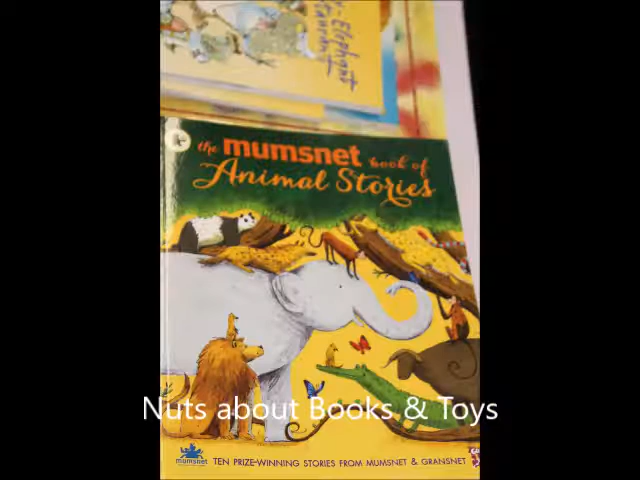 - Elephant
the mumsnet book of
Animal Stories
Nuts about Books & Toys
mumsnet
TEN PRIZE-WINNING STORIES FROM MUMSNET & GRANSNET